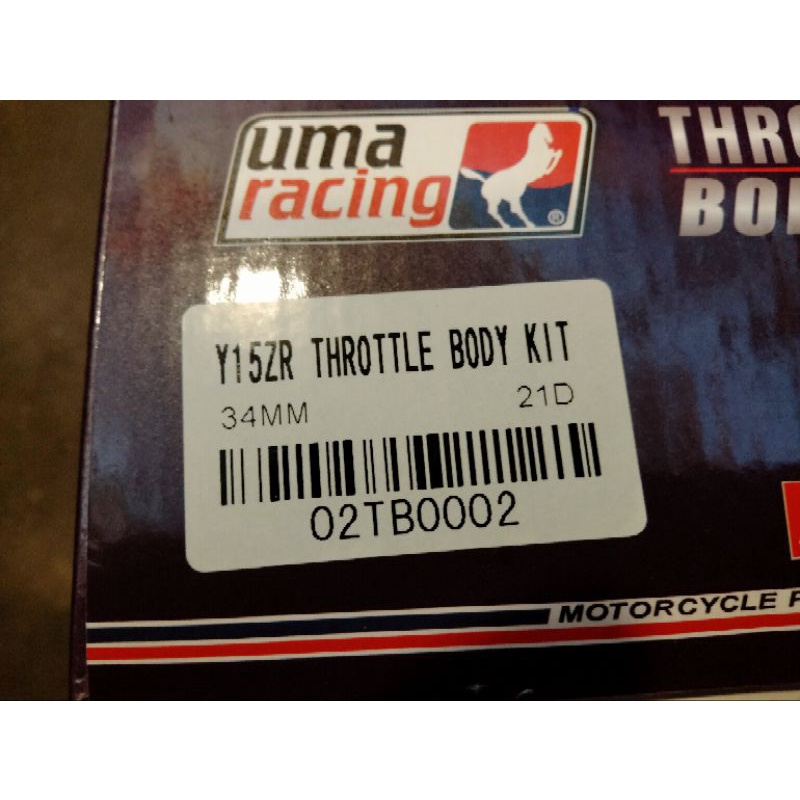 uma
racing
®
Y15ZR THROTTLE BODY KIT
34MM 21D
02TB0002
MOTORCYCLE